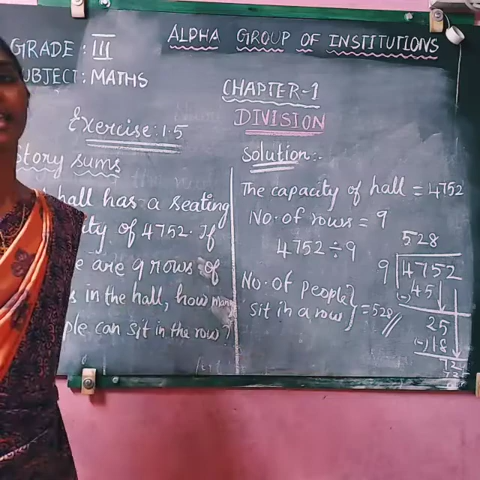 GRADE : III
ALPHA GROUP OF INSTITUTIONS
SUBJECT: MATHS
CHAPTER-1
DIVISION
Exercise: 1.5
Story sums
hall has a seating
of 4752. If
are 9 rows of
in the hall, how many
can sit in the row?
Solution:-
The capacity of hall = 4752
No. of rows = 9
4752 ÷ 9
No. of people }
sit in a row } = 528 //
528
9 4752
(-) 45
25
(-) 18
72